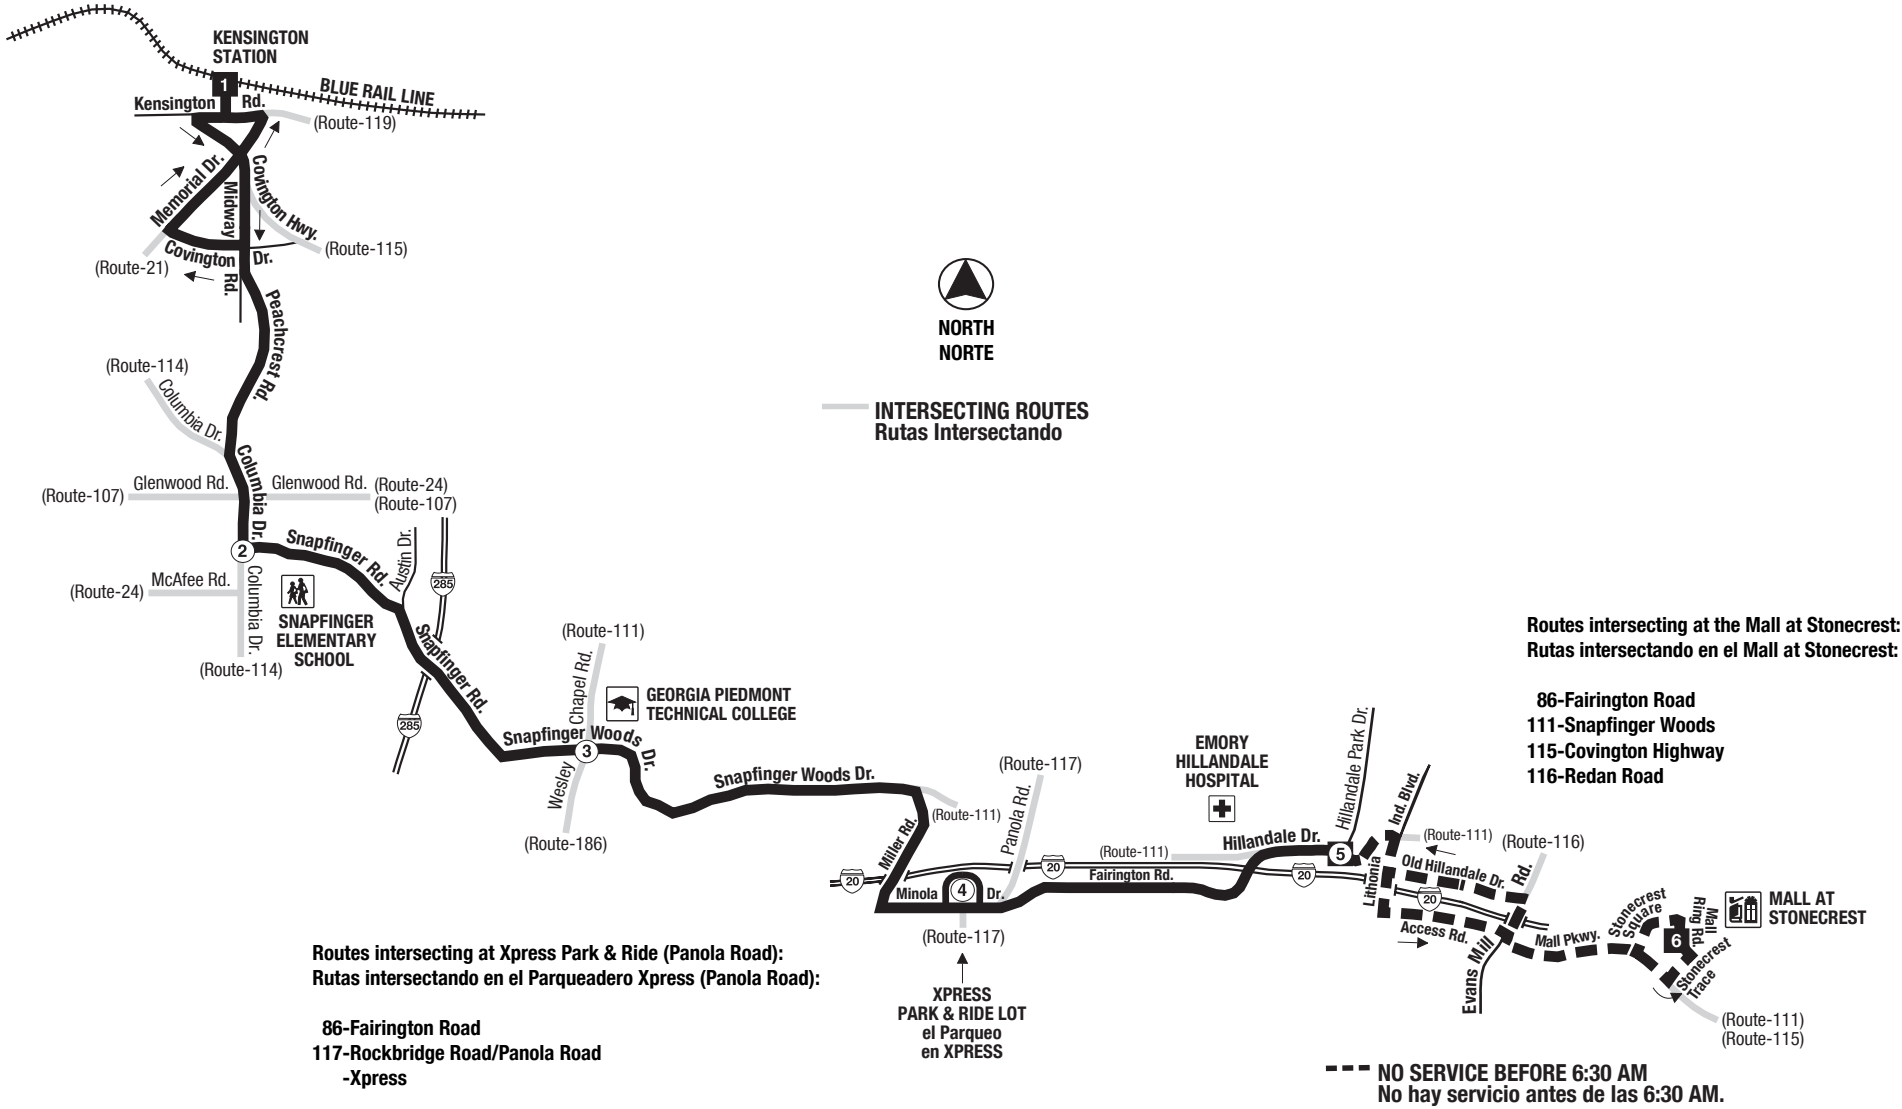 KENSINGTON
STATION
1
BLUE RAIL LINE
Kensington Rd.
(Route-119)
Memorial Dr.
Midway Rd.
Covington Hwy.
(Route-115)
Covington Dr.
(Route-21)
Peachcrest Rd.
NORTH
NORTE
INTERSECTING ROUTES
Rutas Intersectando
(Route-114)
Columbia Dr.
Columbia Dr.
(Route-107)
Glenwood Rd.
Glenwood Rd.
(Route-24)
(Route-107)
2
Snapfinger Rd.
Austin Dr.
285
(Route-24)
McAfee Rd.
Columbia Dr.
(Route-114)
SNAPFINGER
ELEMENTARY
SCHOOL
Snapfinger Rd.
285
(Route-111)
Wesley Chapel Rd.
GEORGIA PIEDMONT
TECHNICAL COLLEGE
Snapfinger Woods Dr.
3
(Route-186)
Snapfinger Woods Dr.
(Route-111)
Miller Rd.
20
Minola Dr.
4
(Route-117)
Panola Rd.
(Route-117)
XPRESS
PARK & RIDE LOT
el Parqueo
en XPRESS
20
Fairington Rd.
(Route-111)
EMORY
HILLANDALE
HOSPITAL
Hillandale Dr.
20
5
Hillandale Park Dr.
Lithonia Ind. Blvd.
(Route-111)
Old Hillandale Dr.
20
Access Rd.
(Route-116)
Evans Mill Rd.
Mall Pkwy.
Stonecrest
Square
Mall
Ring Rd.
6
Stonecrest
Trace
MALL AT
STONECREST
(Route-111)
(Route-115)
Routes intersecting at the Mall at Stonecrest:
Rutas intersectando en el Mall at Stonecrest:
86-Fairington Road
111-Snapfinger Woods
115-Covington Highway
116-Redan Road
Routes intersecting at Xpress Park & Ride (Panola Road):
Rutas intersectando en el Parqueadero Xpress (Panola Road):
86-Fairington Road
117-Rockbridge Road/Panola Road
-Xpress
NO SERVICE BEFORE 6:30 AM
No hay servicio antes de las 6:30 AM.